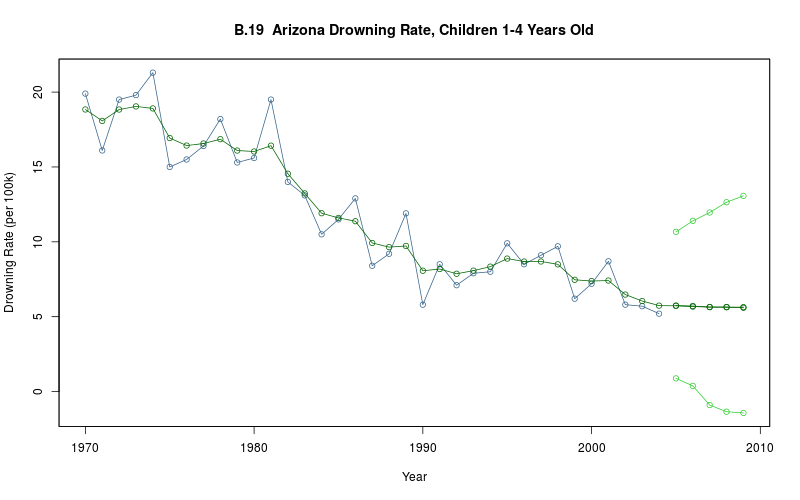 B.19 Arizona Drowning Rate, Children 1-4 Years Old
Drowning Rate (per 100k)
20
15
10
5
0
1970 1980 1990 2000 2010
Year